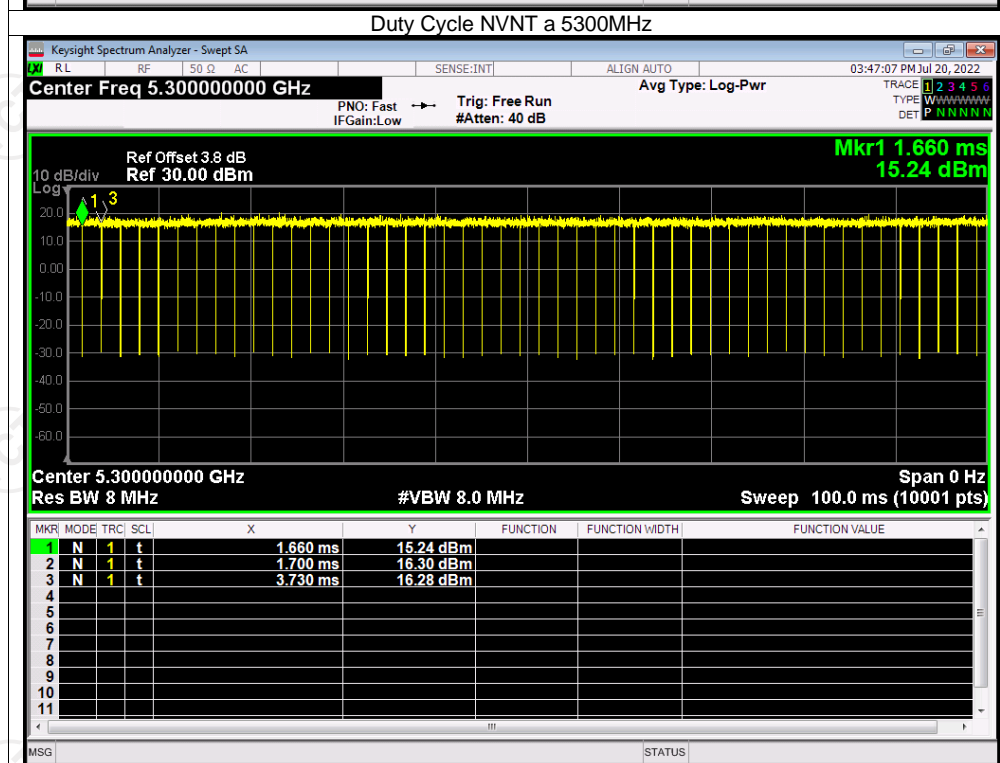 Duty Cycle NVNT a 5300MHz
Keysight Spectrum Analyzer - Swept SA
LXI RL RF 50 Ω AC SENSE:INT ALIGN AUTO 03:47:07 PM Jul 20, 2022
Center Freq 5.300000000 GHz Avg Type: Log-Pwr TRACE 1 2 3 4 5 6
PNO: Fast Trig: Free Run TYPE WWWWWW
IFGain:Low #Atten: 40 dB DET P N N N N N
Mkr1 1.660 ms
Ref Offset 3.8 dB
10 dB/div Ref 30.00 dBm 15.24 dBm
Log
1 3
20.0
10.0
0.00
-10.0
-20.0
-30.0
-40.0
-50.0
-60.0
Center 5.300000000 GHz Span 0 Hz
Res BW 8 MHz #VBW 8.0 MHz Sweep 100.0 ms (10001 pts)
MKR MODE TRC SCL X Y FUNCTION FUNCTION WIDTH FUNCTION VALUE
1 N 1 t 1.660 ms 15.24 dBm
2 N 1 t 1.700 ms 16.30 dBm
3 N 1 t 3.730 ms 16.28 dBm
4
5
6
7
8
9
10
11
MSG STATUS